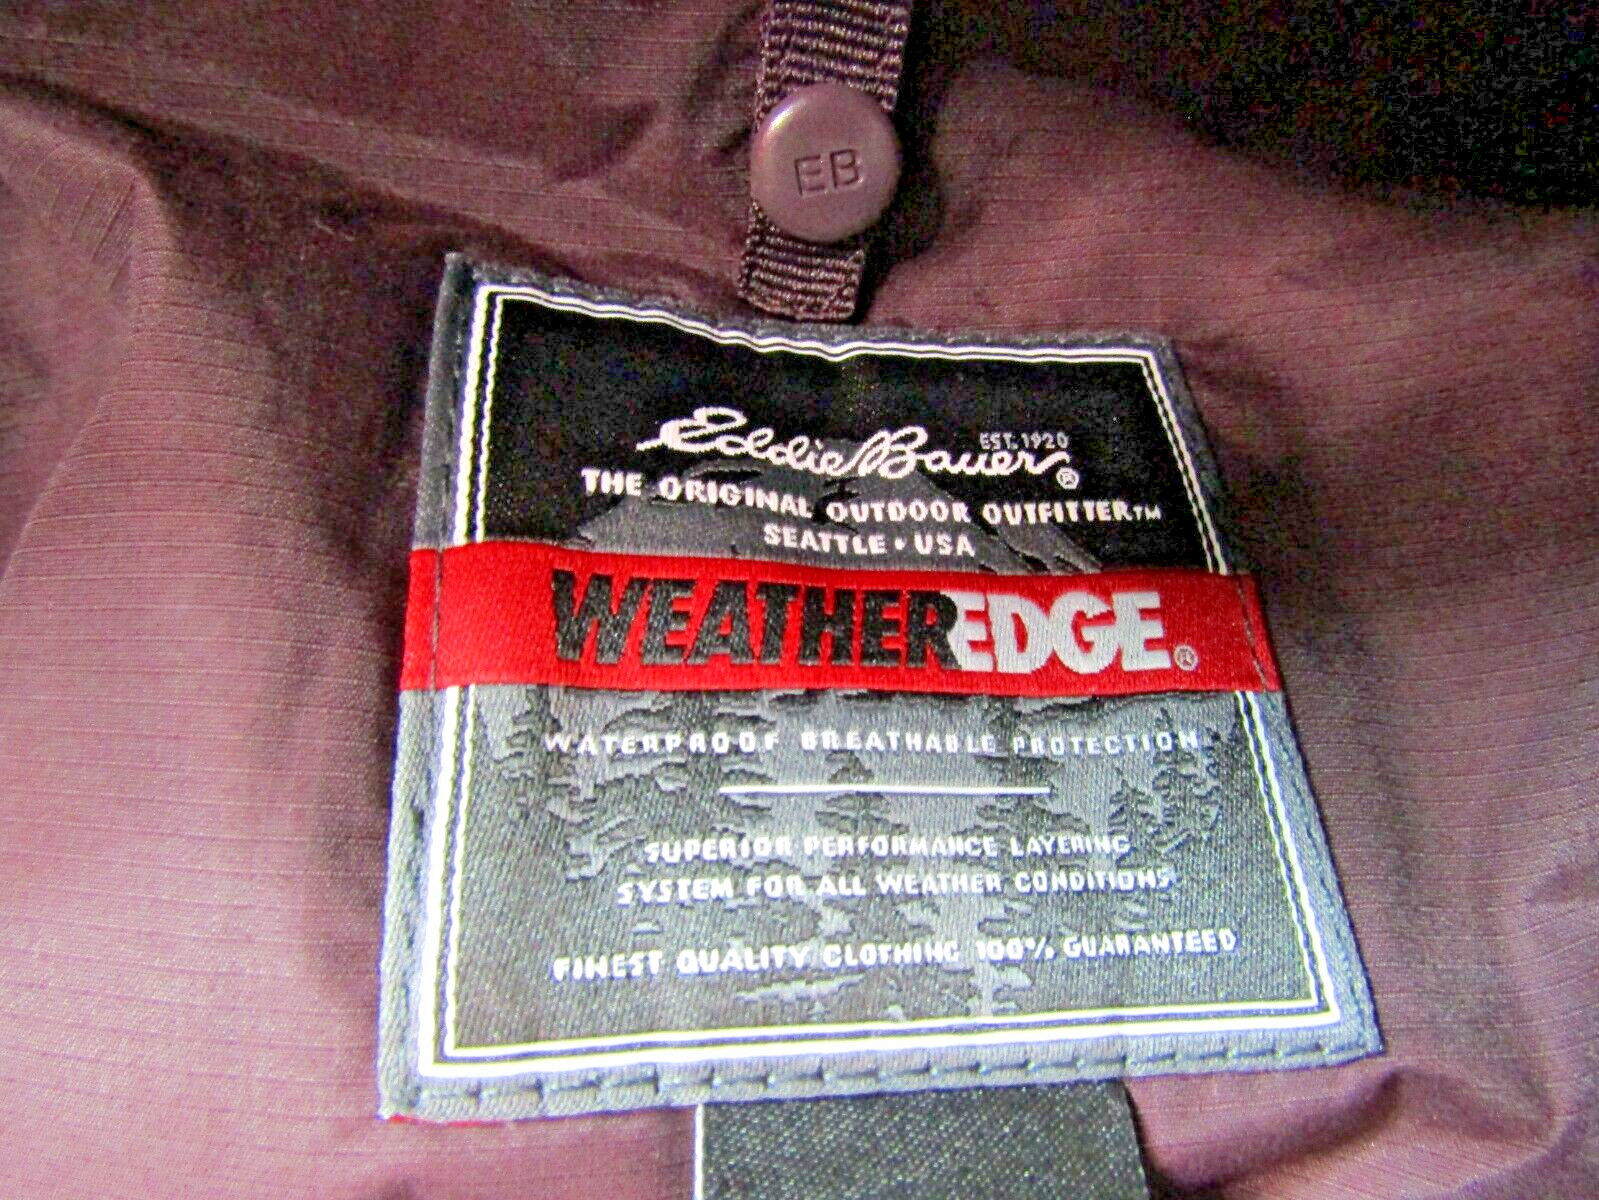 EB
Eddie Bauer® EST. 1920
THE ORIGINAL OUTDOOR OUTFITTER™
SEATTLE • USA
WEATHEREDGE®
WATERPROOF BREATHABLE PROTECTION
SUPERIOR PERFORMANCE LAYERING
SYSTEM FOR ALL WEATHER CONDITIONS
FINEST QUALITY CLOTHING 100% GUARANTEED